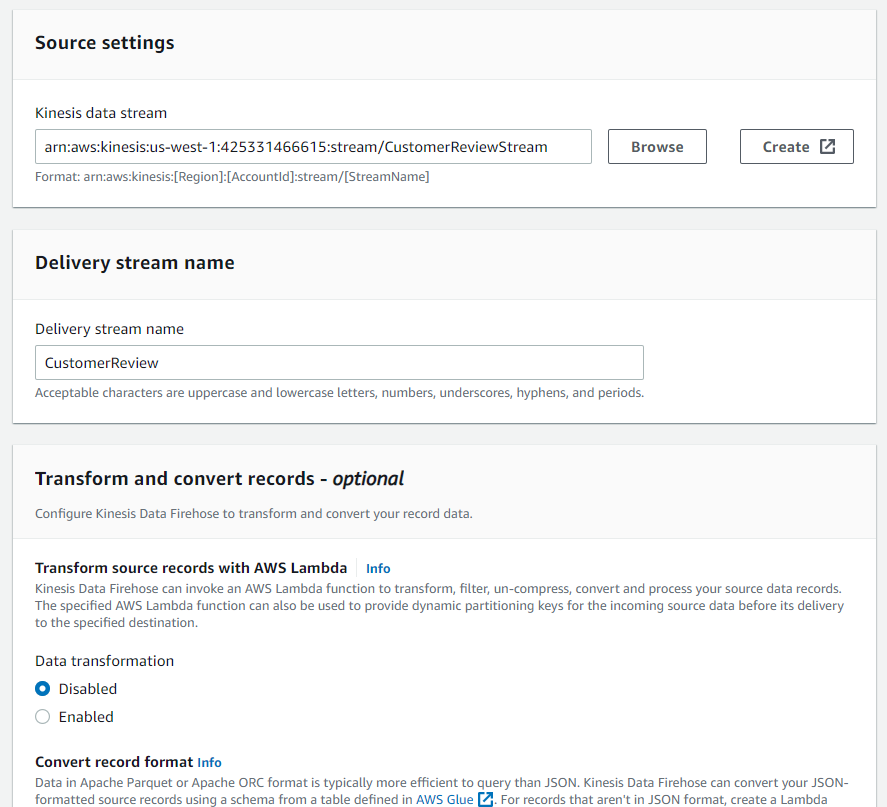 Source settings
Kinesis data stream
arn:aws:kinesis:us-west-1:425331466615:stream/CustomerReviewStream
Browse
Create
Format: arn:aws:kinesis:[Region]:[AccountId]:stream/[StreamName]
Delivery stream name
Delivery stream name
CustomerReview
Acceptable characters are uppercase and lowercase letters, numbers, underscores, hyphens, and periods.
Transform and convert records - optional
Configure Kinesis Data Firehose to transform and convert your record data.
Transform source records with AWS Lambda Info
Kinesis Data Firehose can invoke an AWS Lambda function to transform, filter, un-compress, convert and process your source data records.
The specified AWS Lambda function can also be used to provide dynamic partitioning keys for the incoming source data before its delivery
to the specified destination.
Data transformation
Disabled
Enabled
Convert record format Info
Data in Apache Parquet or Apache ORC format is typically more efficient to query than JSON. Kinesis Data Firehose can convert your JSON-
formatted source records using a schema from a table defined in AWS Glue. For records that aren't in JSON format, create a Lambda